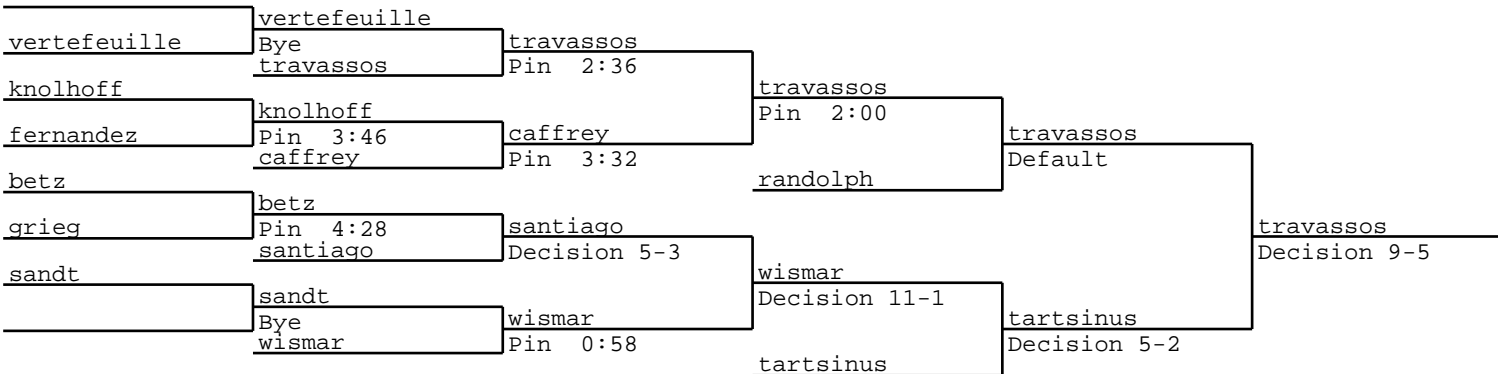 vertefeuille
vertefeuille
Bye
travassos
travassos
Pin 2:36
knolhoff
fernandez
knolhoff
Pin 3:46
caffrey
caffrey
Pin 3:32
travassos
Pin 2:00
randolph
travassos
Default
betz
grieg
betz
Pin 4:28
santiago
santiago
Decision 5-3
sandt
sandt
Bye
wismar
wismar
Pin 0:58
wismar
Decision 11-1
tartsinus
tartsinus
Decision 5-2
travassos
Decision 9-5